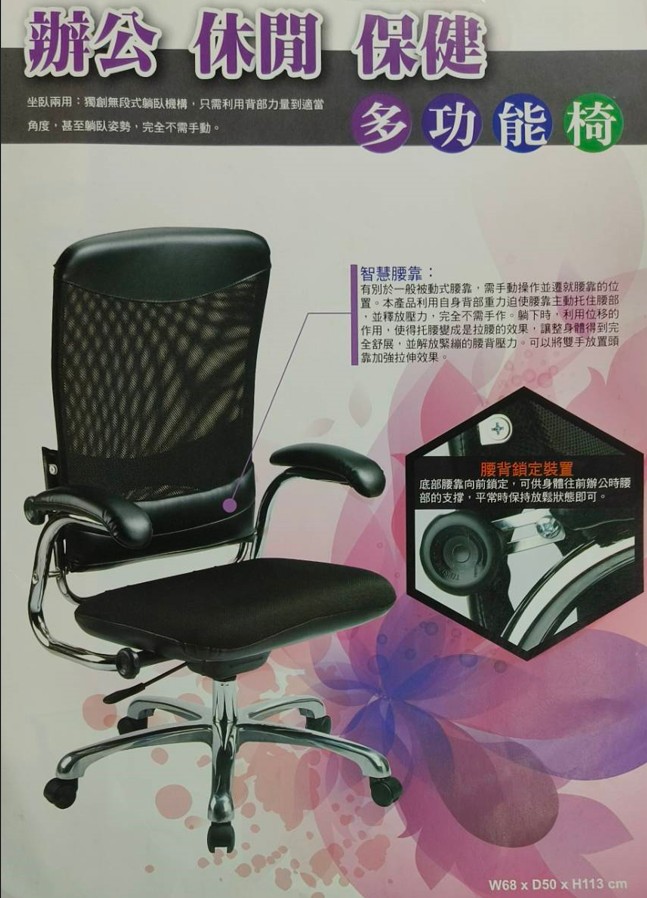 辦公 休閒 保健
多功能椅
坐臥兩用：獨創無段式躺臥機構，只需利用背部力量到適當
角度，甚至躺臥姿勢，完全不需手動。
智慧腰靠：
有別於一般被動式腰靠，需手動操作並遷就腰靠的位
置。本產品利用自身背部重力迫使腰靠主動托住腰部
，並釋放壓力，完全不需手作。躺下時，利用位移的
作用，使得托腰變成是拉腰的效果，讓整身體得到完
全舒展，並解放緊繃的腰背壓力。可以將雙手放置頭
靠加強拉伸效果。
腰背鎖定裝置
底部腰靠向前鎖定，可供身體往前辦公時腰
部的支撐，平常時保持放鬆狀態即可。
W68 x D50 x H113 cm